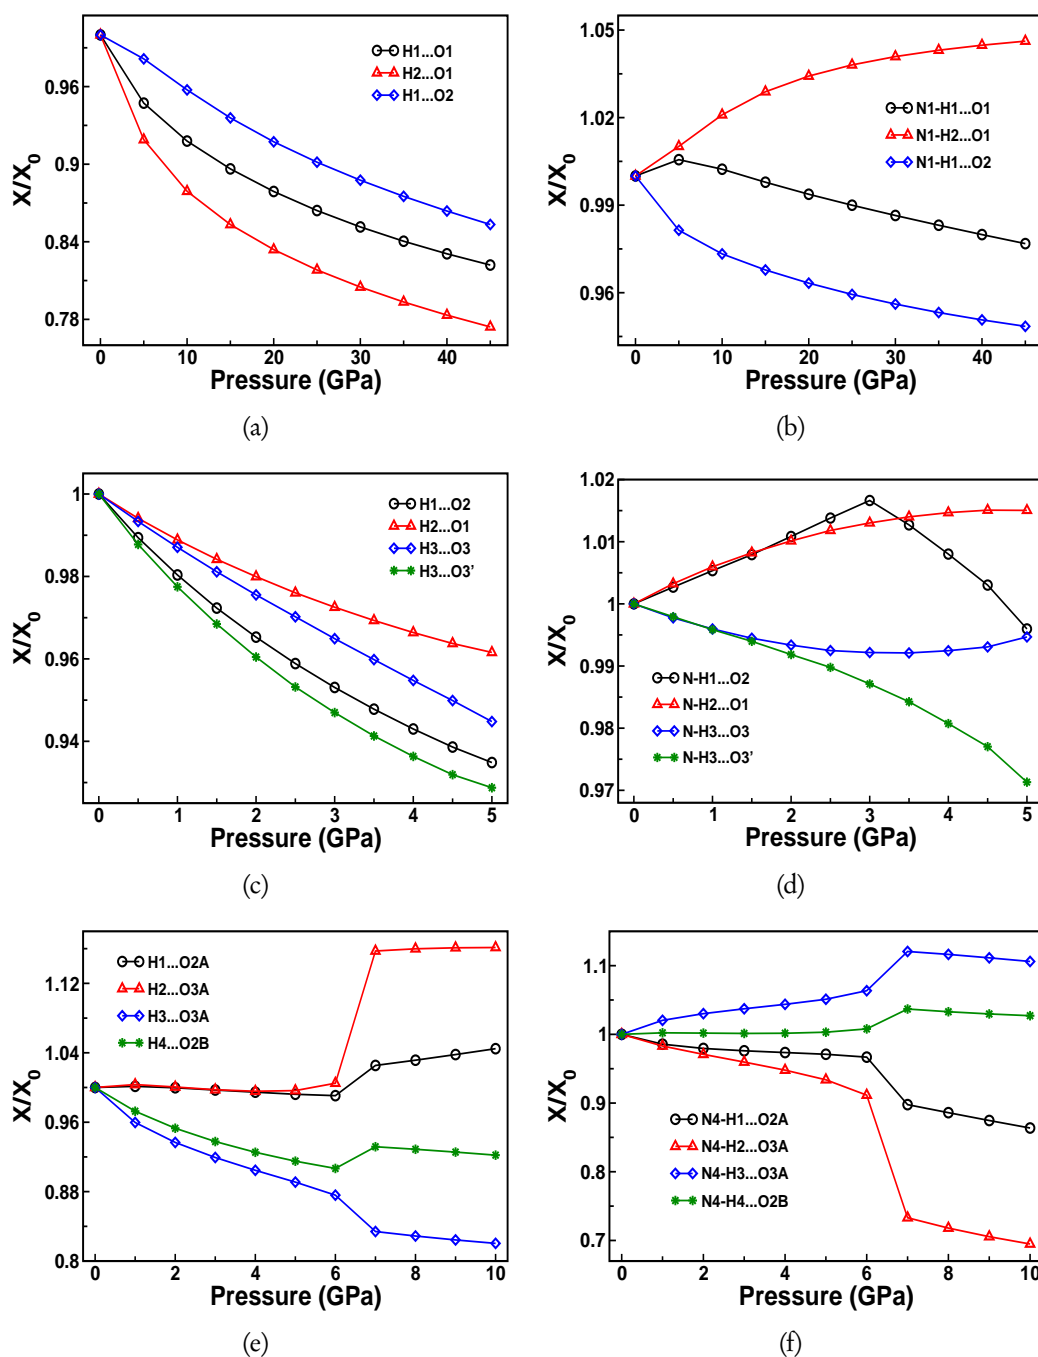 H1...O1
H2...O1
H1...O2
0.96
0.9
0.84
0.78
X/X0
0 10 20 30 40
Pressure (GPa)
(a)
1.05
1.02
0.99
0.96
X/X0
N1-H1...O1
N1-H2...O1
N1-H1...O2
0 10 20 30 40
Pressure (GPa)
(b)
1
0.98
0.96
0.94
X/X0
H1...O2
H2...O1
H3...O3
H3...O3’
0 1 2 3 4 5
Pressure (GPa)
(c)
1.02
1.01
1
0.99
0.98
0.97
X/X0
N-H1...O2
N-H2...O1
N-H3...O3
N-H3...O3’
0 1 2 3 4 5
Pressure (GPa)
(d)
1.12
1.04
0.96
0.88
0.8
X/X0
H1...O2A
H2...O3A
H3...O3A
H4...O2B
0 2 4 6 8 10
Pressure (GPa)
(e)
1.1
1
0.9
0.8
0.7
X/X0
N4-H1...O2A
N4-H2...O3A
N4-H3...O3A
N4-H4...O2B
0 2 4 6 8 10
Pressure (GPa)
(f)